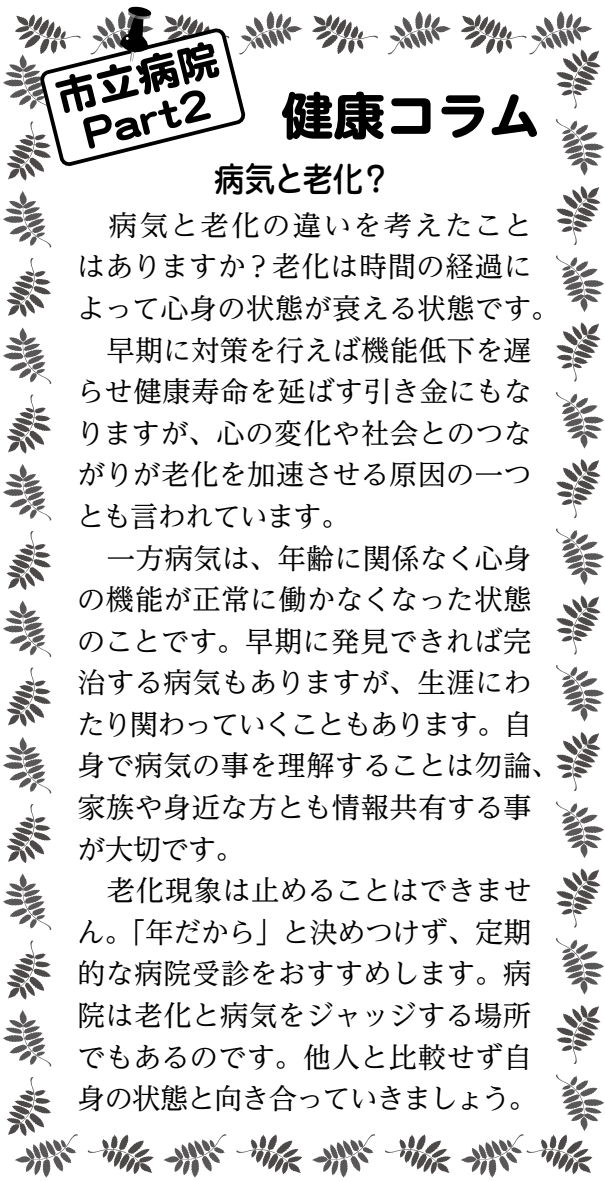 市立病院
Part2
健康コラム
病気と老化？
　病気と老化の違いを考えたこと
はありますか？老化は時間の経過に
よって心身の状態が衰える状態です。
　早期に対策を行えば機能低下を遅
らせ健康寿命を延ばす引き金にもな
りますが、心の変化や社会とのつな
がりが老化を加速させる原因の一つ
とも言われています。
　一方病気は、年齢に関係なく心身
の機能が正常に働かなくなった状態
のことです。早期に発見できれば完
治する病気もありますが、生涯にわ
たり関わっていくこともあります。自
身で病気の事を理解することは勿論、
家族や身近な方とも情報共有する事
が大切です。
　老化現象は止めることはできませ
ん。「年だから」と決めつけず、定期
的な病院受診をおすすめします。病
院は老化と病気をジャッジする場所
でもあるのです。他人と比較せず自
身の状態と向き合っていきましょう。